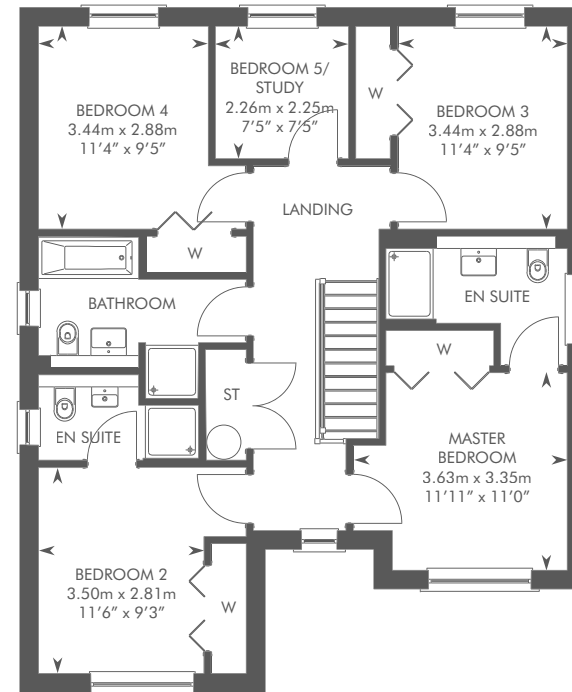 BEDROOM 4
3.44m x 2.88m
11’4” x 9’5”
BEDROOM 5/
STUDY
2.26m x 2.25m
7’5” x 7’5”
W
BEDROOM 3
3.44m x 2.88m
11’4” x 9’5”
LANDING
W
BATHROOM
EN SUITE
W
ST
EN SUITE
MASTER
BEDROOM
3.63m x 3.35m
11’11” x 11’0”
BEDROOM 2
3.50m x 2.81m
11’6” x 9’3”
W